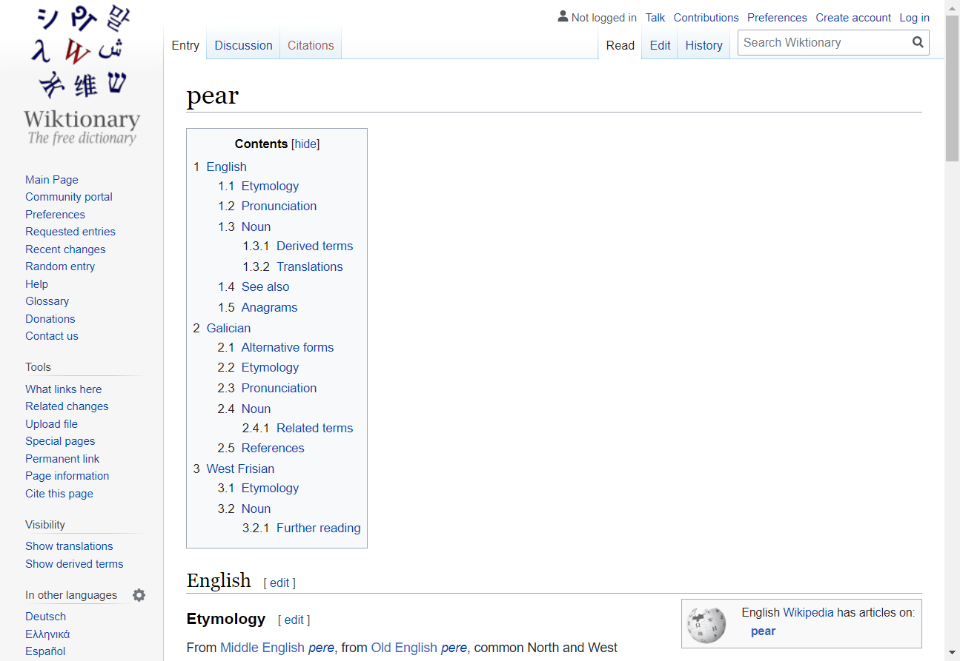 Wiktionary
The free dictionary
Main Page
Community portal
Preferences
Requested entries
Recent changes
Random entry
Help
Glossary
Donations
Contact us
Tools
What links here
Related changes
Upload file
Special pages
Permanent link
Page information
Cite this page
Visibility
Show translations
Show derived terms
In other languages
Deutsch
Ελληνικά
Español
Not logged in Talk Contributions Preferences Create account Log in
Entry Discussion Citations Read Edit History Search Wiktionary
pear
Contents [hide]
1 English
1.1 Etymology
1.2 Pronunciation
1.3 Noun
1.3.1 Derived terms
1.3.2 Translations
1.4 See also
1.5 Anagrams
2 Galician
2.1 Alternative forms
2.2 Etymology
2.3 Pronunciation
2.4 Noun
2.4.1 Related terms
2.5 References
3 West Frisian
3.1 Etymology
3.2 Noun
3.2.1 Further reading
English [ edit ]
Etymology [ edit ]
From Middle English pere, from Old English pere, common North and West
English Wikipedia has articles on:
pear